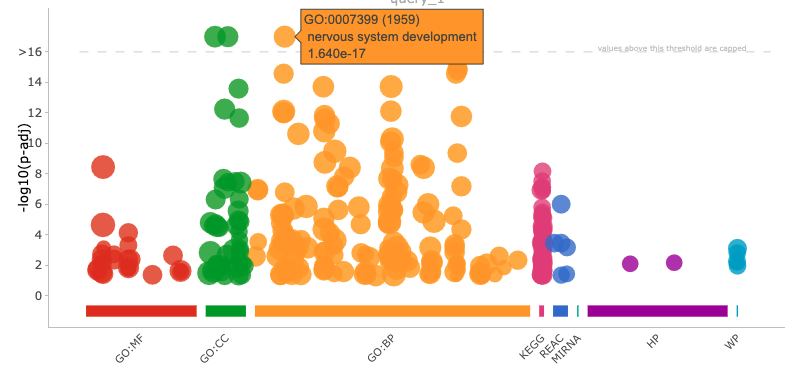 query_1
GO:0007399 (1959)
nervous system development
1.640e-17
values above this threshold are capped
>16
14
12
10
8
6
4
2
0
-log10(p-adj)
GO:MF
GO:CC
GO:BP
KEGG
REAC
MIRNA
HP
WP